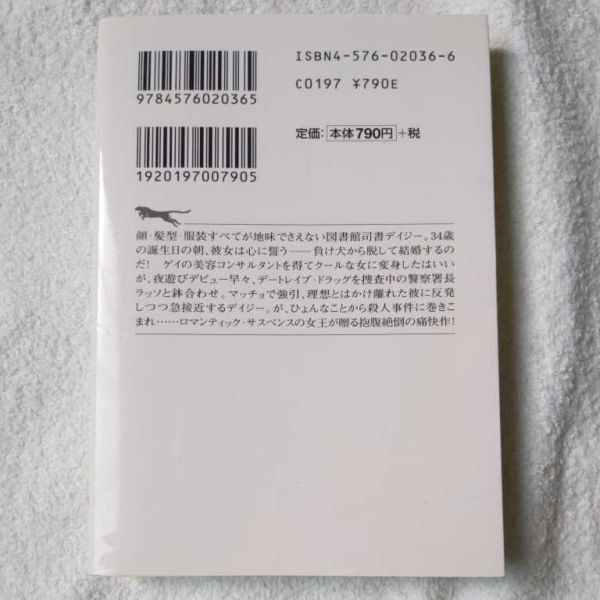 ISBN4-576-02036-6
9784576020365
C0197 ¥790E
定価：本体790円＋税
1920197007905
顔・髪型・服装すべてが地味でさえない図書館司書デイジー。34歳
の誕生日の朝、彼女は心に誓う——負け犬から脱して結婚するの
だ！ ゲイの美容コンサルタントを得てクールな女に変身したはいい
が、夜遊びデビュー早々、デートレイプ・ドラッグを捜査中の警察署長
ラッソと鉢合わせ。マッチョで強引、理想とはかけ離れた彼に反発
しつつ急接近するデイジー。が、ひょんなことから殺人事件に巻きこ
まれ……ロマンティック・サスペンスの女王が贈る抱腹絶倒の痛快作！